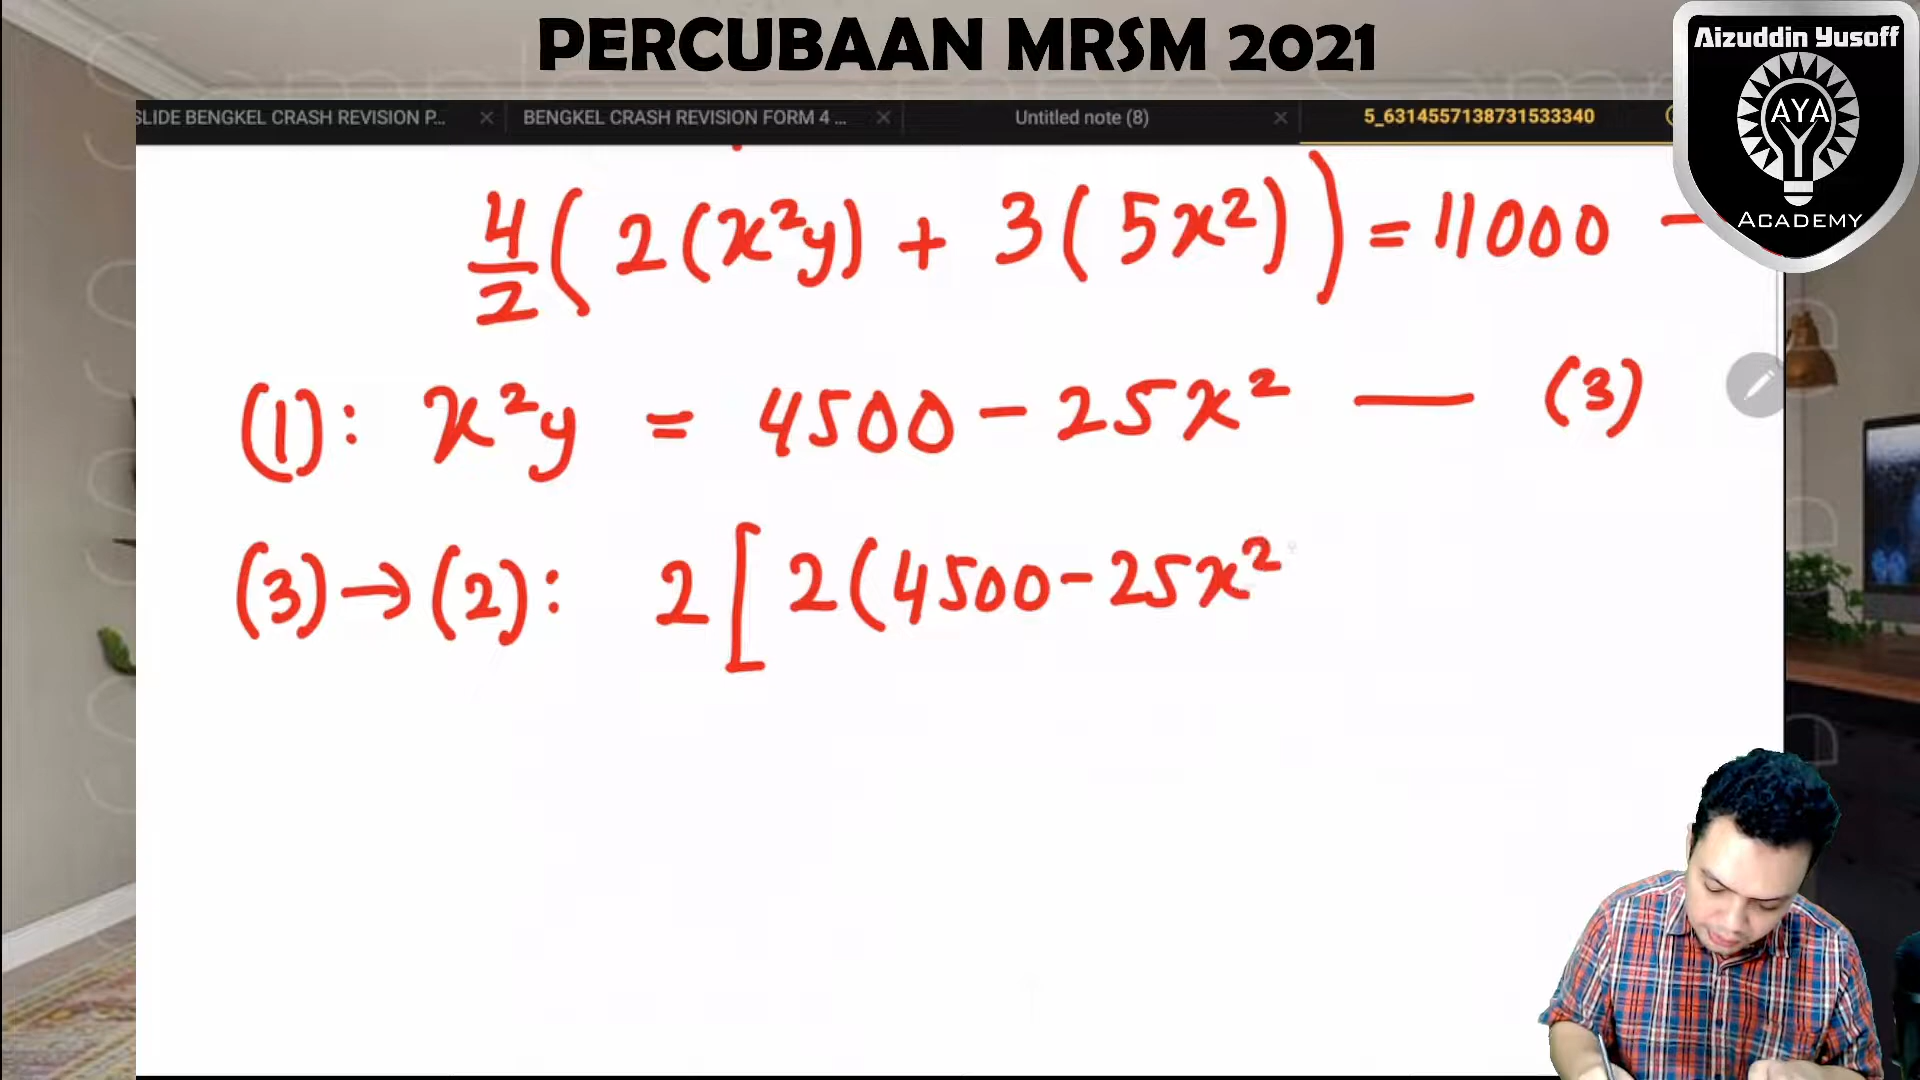 PERCUBAAN MRSM 2021
Aizuddin Yusoff
AYA
ACADEMY
SLIDE BENGKEL CRASH REVISION P...
BENGKEL CRASH REVISION FORM 4 ...
Untitled note (8)
5_6314557138731533340
4/2 ( 2(x²y) + 3(5x²) ) = 11000 —
(1): x²y = 4500 - 25x² — (3)
(3) → (2): 2 [ 2(4500 - 25x²